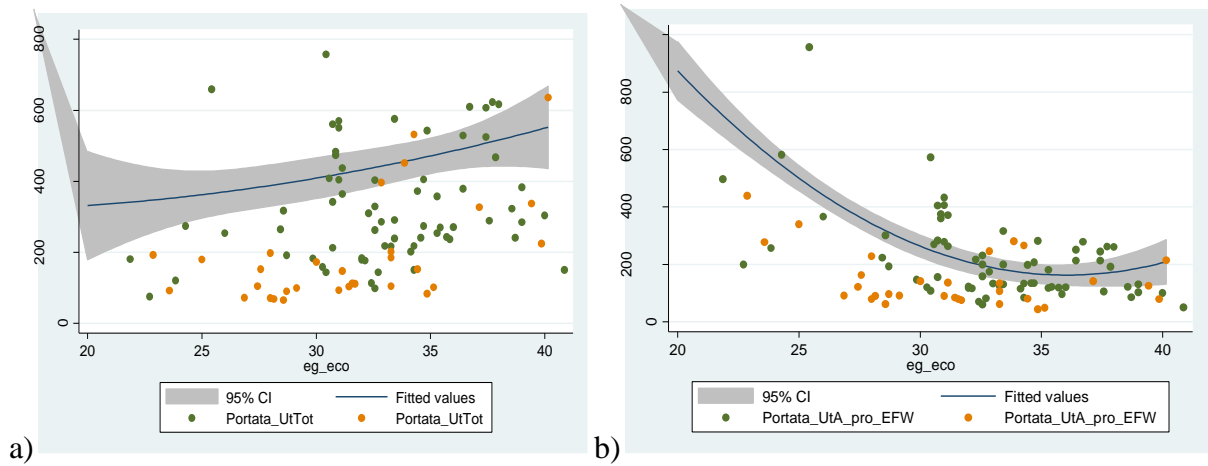 800
600
400
200
0
20 25 30 35 40
eg_eco
95% CI Fitted values
Portata_UtTot Portata_UtTot
a)
800
600
400
200
0
20 25 30 35 40
eg_eco
95% CI Fitted values
Portata_UtA_pro_EFW Portata_UtA_pro_EFW
b)